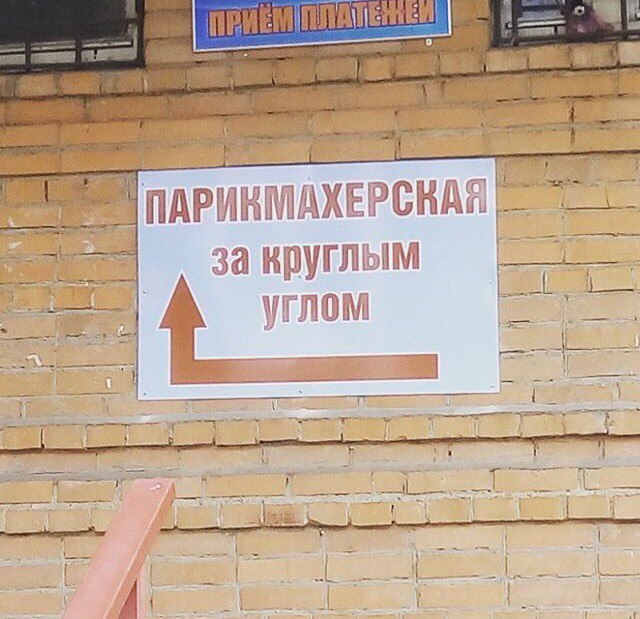 ПРИЁМ ПЛАТЕЖЕЙ
ПАРИКМАХЕРСКАЯ
за круглым
углом